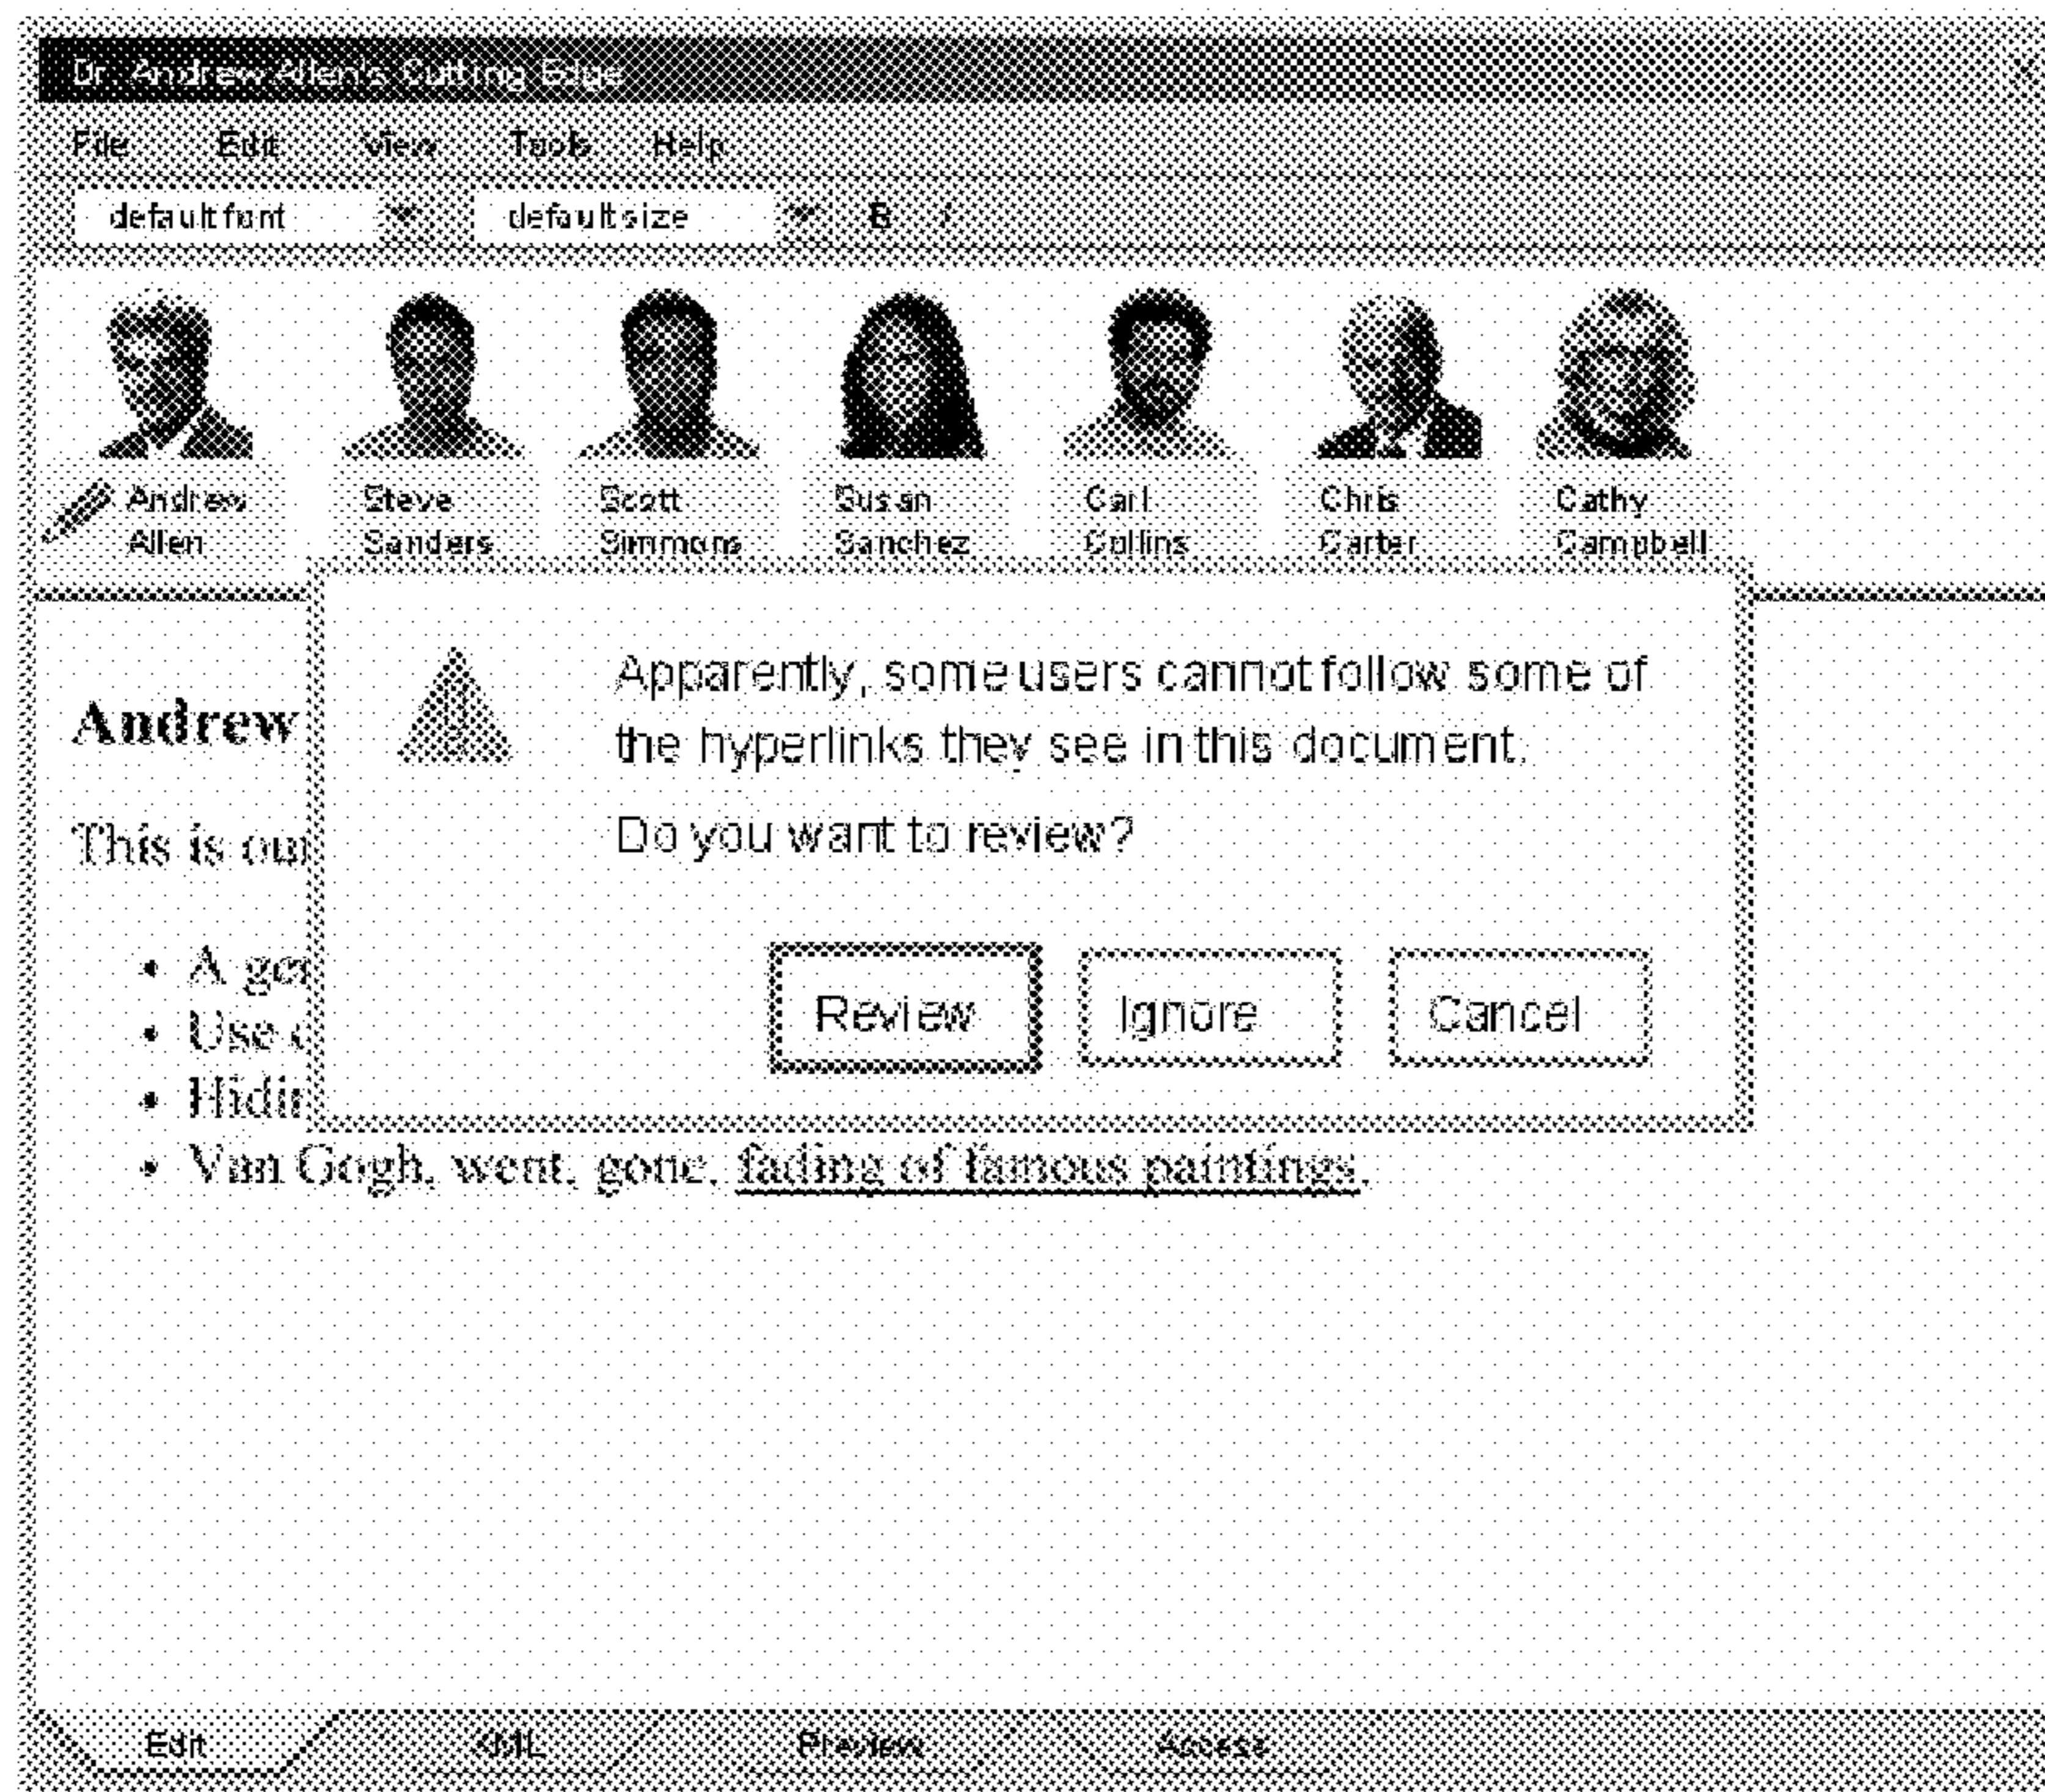 Dr. Andrew Allen's Cutting Edge
File Edit View Tools Help
default font default size B I
Andrew Allen
Steve Sanders
Scott Simmons
Susan Sanchez
Carl Collins
Chris Carter
Cathy Campbell
Apparently, some users cannot follow some of
the hyperlinks they see in this document.
Do you want to review?
Review Ignore Cancel
Andrew
This is our
• A ger
• Use
• Hidin
• Van Gogh, went, gone, fading of famous paintings.
Edit XML Preview Access